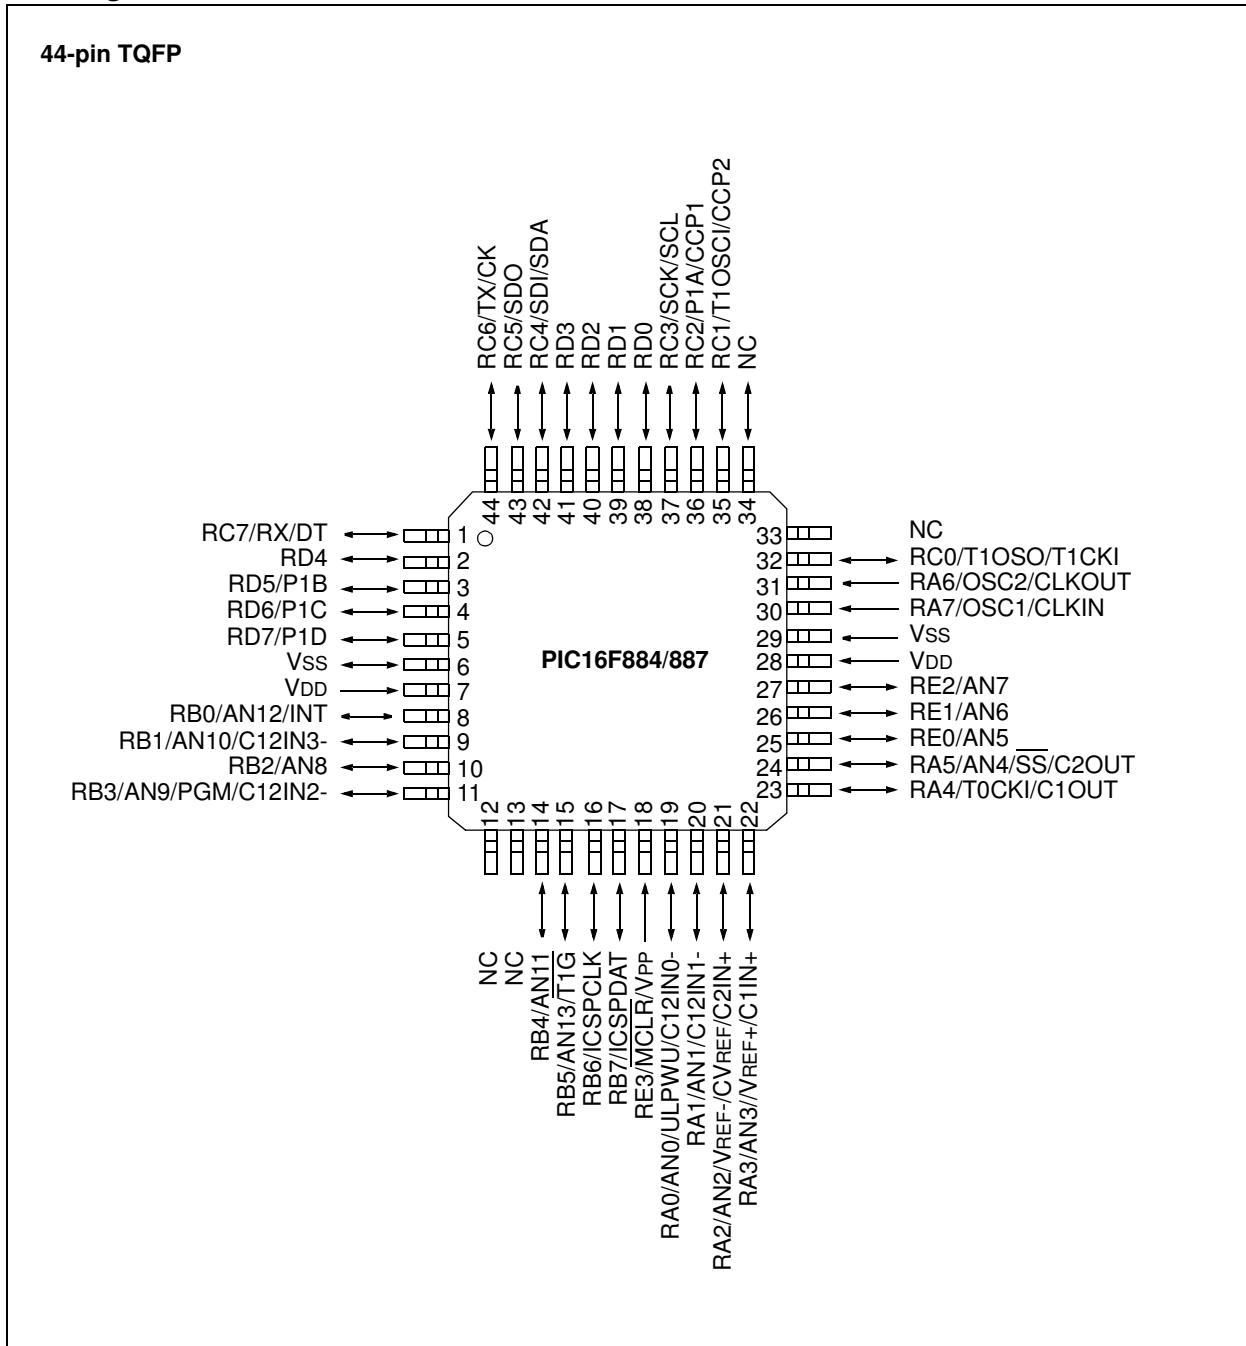 44-pin TQFP
RC6/TX/CK
RC5/SDO
RC4/SDI/SDA
RD3
RD2
RD1
RD0
RC3/SCK/SCL
RC2/P1A/CCP1
RC1/T1OSCI/CCP2
NC
44
43
42
41
40
39
38
37
36
35
34
RC7/RX/DT 1
RD4 2
RD5/P1B 3
RD6/P1C 4
RD7/P1D 5
VSS 6
VDD 7
RB0/AN12/INT 8
RB1/AN10/C12IN3- 9
RB2/AN8 10
RB3/AN9/PGM/C12IN2- 11
PIC16F884/887
33 NC
32 RC0/T1OSO/T1CKI
31 RA6/OSC2/CLKOUT
30 RA7/OSC1/CLKIN
29 VSS
28 VDD
27 RE2/AN7
26 RE1/AN6
25 RE0/AN5
24 RA5/AN4/S̅S̅/C2OUT
23 RA4/T0CKI/C1OUT
12
13
14
15
16
17
18
19
20
21
22
NC
NC
RB4/AN11
RB5/AN13/T̅1̅G̅
RB6/ICSPCLK
RB7/ICSPDAT
RE3/M̅C̅L̅R̅/VPP
RA0/AN0/ULPWU/C12IN0-
RA1/AN1/C12IN1-
RA2/AN2/VREF-/CVREF/C2IN+
RA3/AN3//VREF+/C1IN+